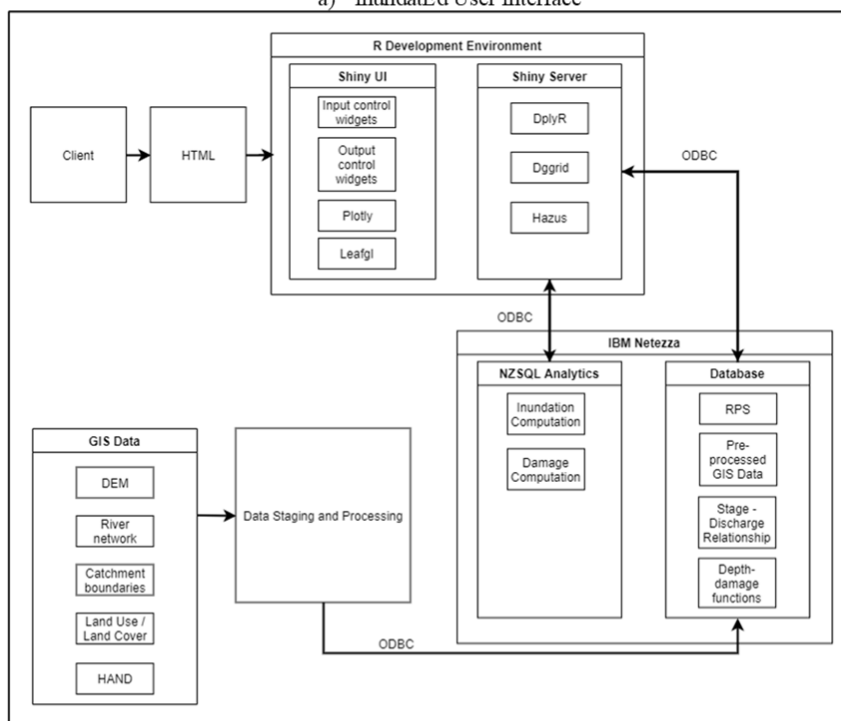 a) InundatEd User Interface
R Development Environment
Shiny UI
Input control
widgets
Output
control
widgets
Plotly
Leafgl
Shiny Server
DplyR
Dggrid
Hazus
Client
HTML
ODBC
ODBC
IBM Netezza
NZSQL Analytics
Inundation
Computation
Damage
Computation
Database
RPS
Pre-
processed
GIS Data
Stage -
Discharge
Relationship
Depth-
damage
functions
GIS Data
DEM
River
network
Catchment
boundaries
Land Use /
Land Cover
HAND
Data Staging and Processing
ODBC